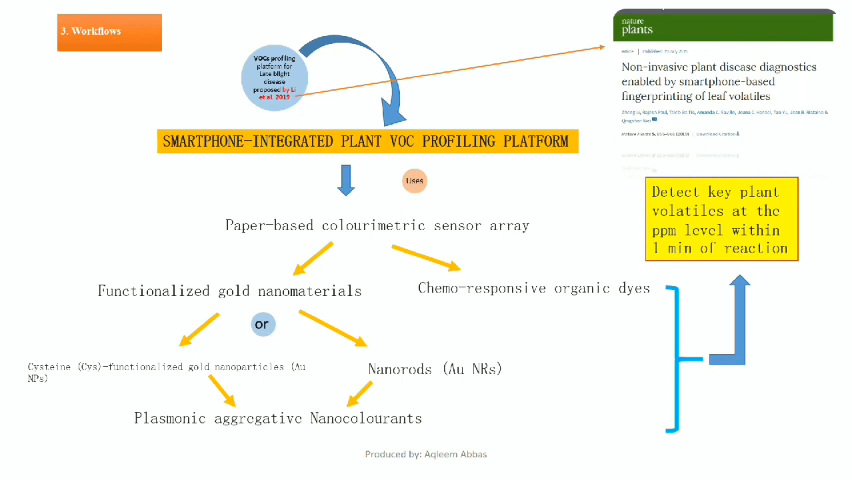 3. Workflows
VOCs profiling
platform for
Late blight
disease
proposed by Li
et al. 2019
nature
plants
Non-invasive plant disease diagnostics
enabled by smartphone-based
fingerprinting of leaf volatiles
SMARTPHONE-INTEGRATED PLANT VOC PROFILING PLATFORM
Uses
Detect key plant
volatiles at the
ppm level within
1 min of reaction
Paper-based colourimetric sensor array
Functionalized gold nanomaterials
Chemo-responsive organic dyes
or
Cysteine (Cys)-functionalized gold nanoparticles (Au
NPs)
Nanorods (Au NRs)
Plasmonic aggregative Nanocolourants
Produced by: Aqleem Abbas